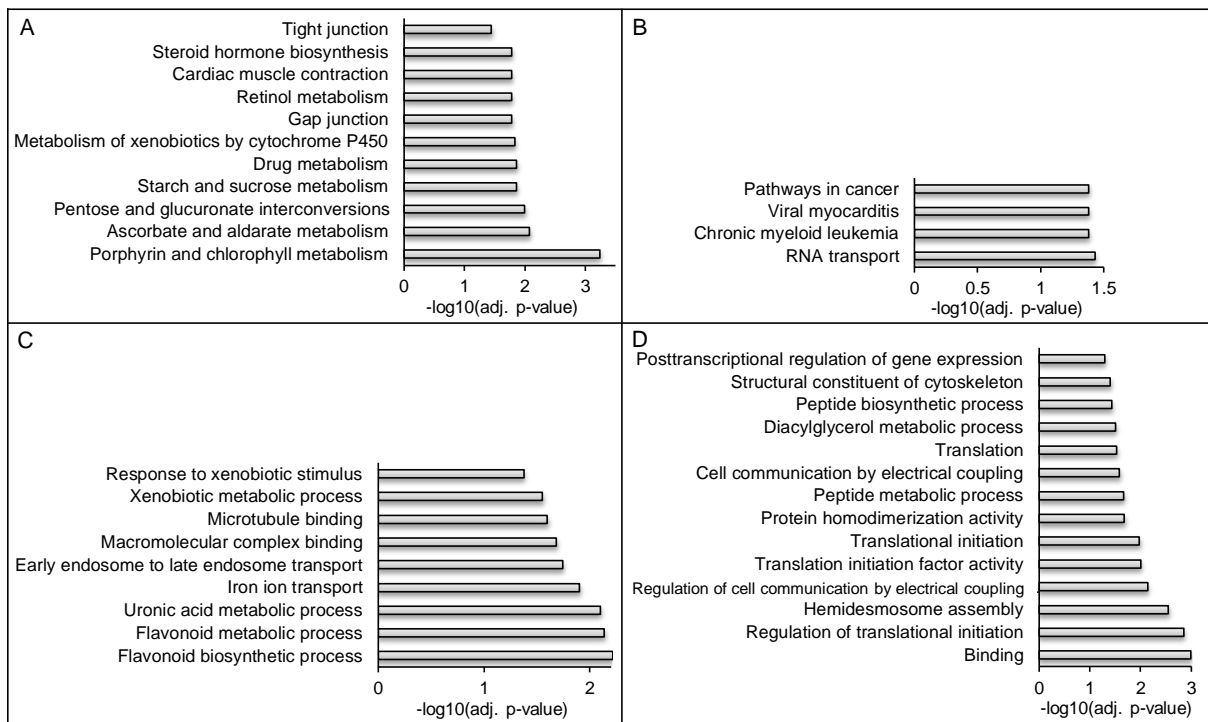 A
Tight junction
Steroid hormone biosynthesis
Cardiac muscle contraction
Retinol metabolism
Gap junction
Metabolism of xenobiotics by cytochrome P450
Drug metabolism
Starch and sucrose metabolism
Pentose and glucuronate interconversions
Ascorbate and aldarate metabolism
Porphyrin and chlorophyll metabolism
0 1 2 3
-log10(adj. p-value)
B
Pathways in cancer
Viral myocarditis
Chronic myeloid leukemia
RNA transport
0 0.5 1 1.5
-log10(adj. p-value)
C
Response to xenobiotic stimulus
Xenobiotic metabolic process
Microtubule binding
Macromolecular complex binding
Early endosome to late endosome transport
Iron ion transport
Uronic acid metabolic process
Flavonoid metabolic process
Flavonoid biosynthetic process
0 1 2
-log10(adj. p-value)
D
Posttranscriptional regulation of gene expression
Structural constituent of cytoskeleton
Peptide biosynthetic process
Diacylglycerol metabolic process
Translation
Cell communication by electrical coupling
Peptide metabolic process
Protein homodimerization activity
Translational initiation
Translation initiation factor activity
Regulation of cell communication by electrical coupling
Hemidesmosome assembly
Regulation of translational initiation
Binding
0 1 2 3
-log10(adj. p-value)